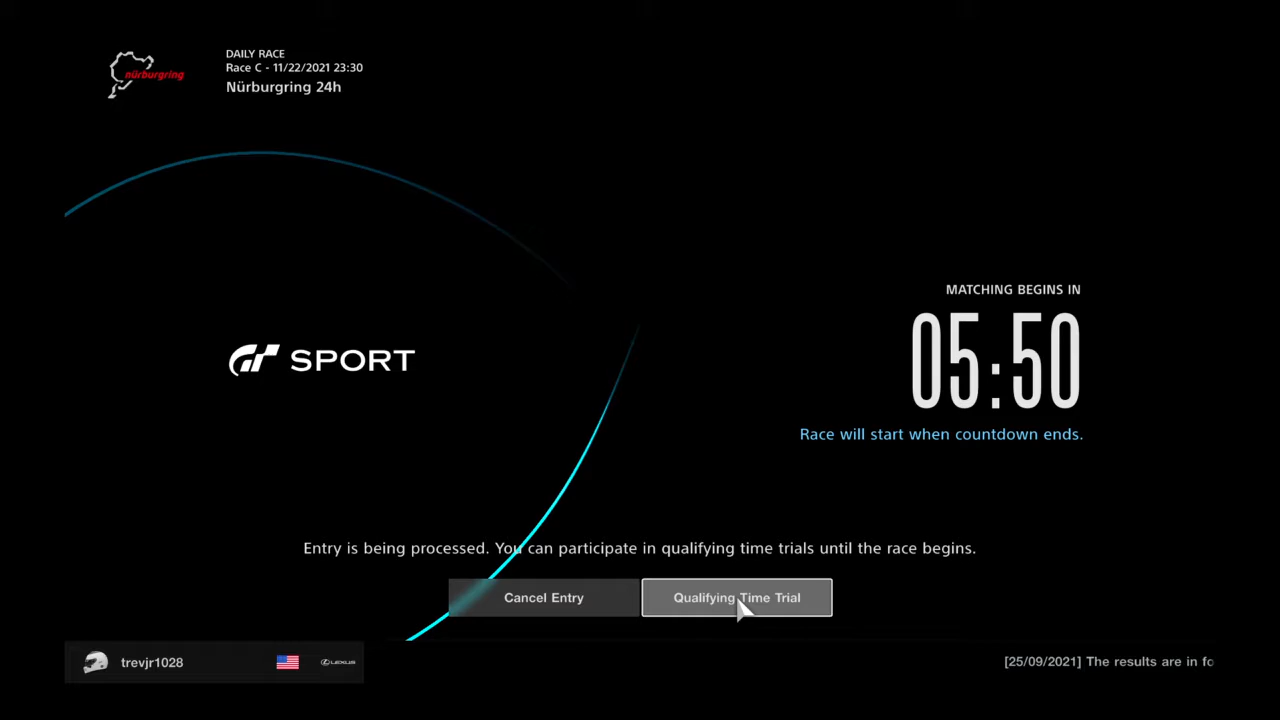 nürburgring
DAILY RACE
Race C - 11/22/2021 23:30
Nürburgring 24h
GT SPORT
MATCHING BEGINS IN
05:50
Race will start when countdown ends.
Entry is being processed. You can participate in qualifying time trials until the race begins.
Cancel Entry
Qualifying Time Trial
trevjr1028
LEXUS
[25/09/2021] The results are in fo